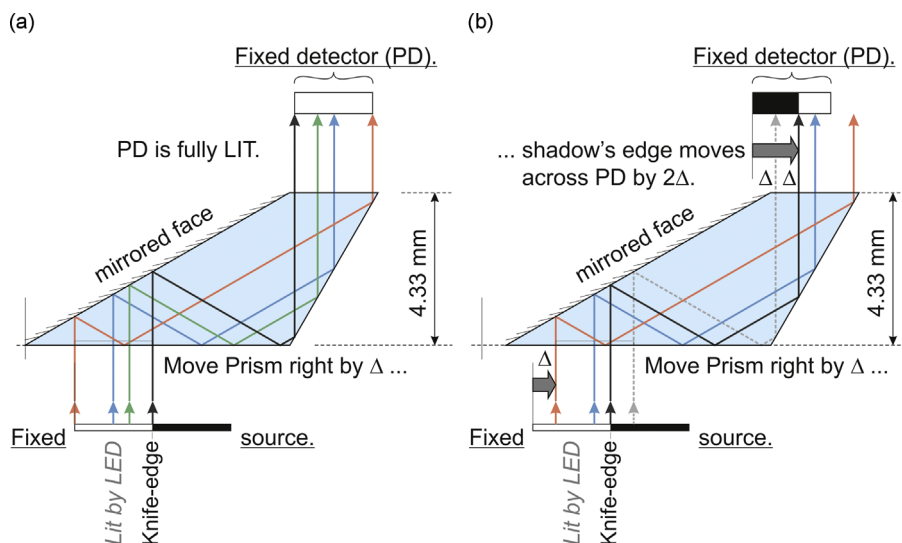 (a)
Fixed detector (PD).
PD is fully LIT.
mirrored face
4.33 mm
Move Prism right by Δ ...
Fixed
source.
Lit by LED
Knife-edge
(b)
Fixed detector (PD).
... shadow's edge moves
across PD by 2Δ.
Δ Δ
mirrored face
4.33 mm
Δ
Move Prism right by Δ ...
Fixed
source.
Lit by LED
Knife-edge